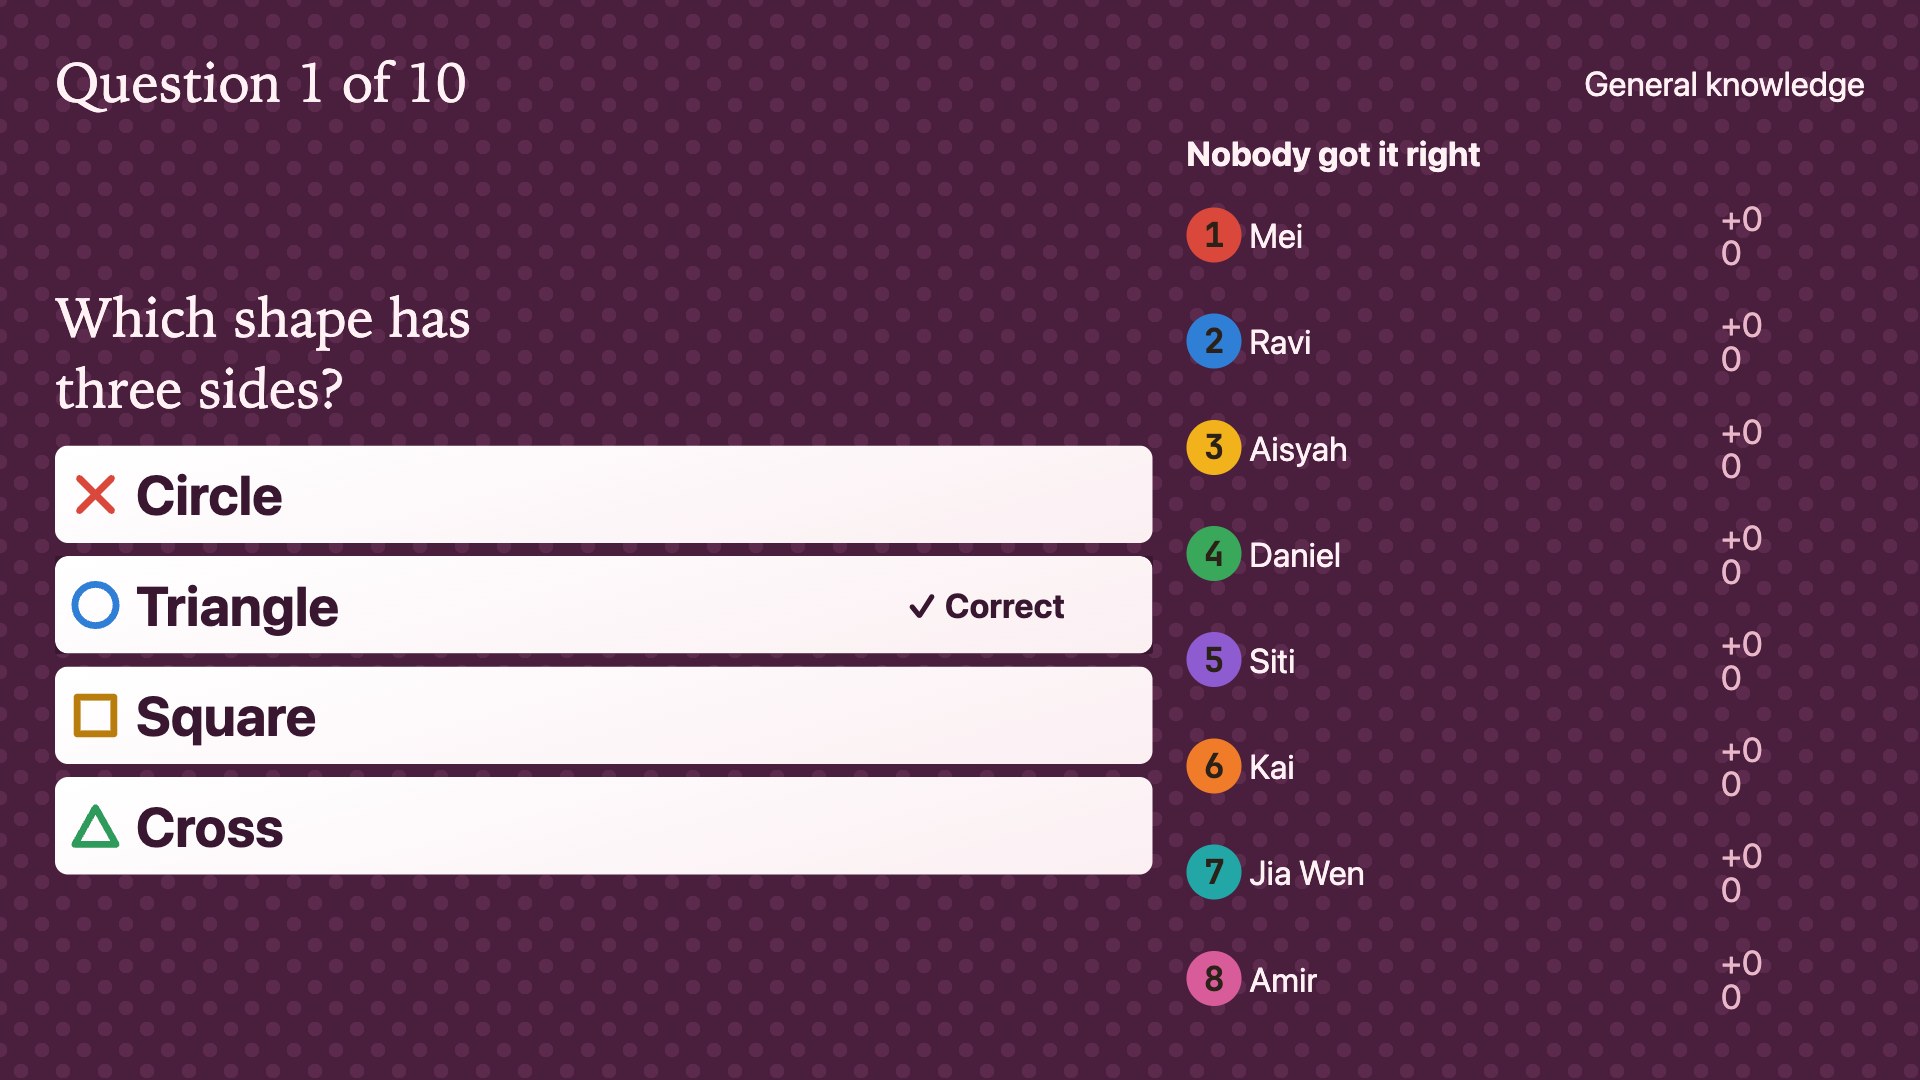 Question 1 of 10
General knowledge
Which shape has
three sides?
Circle
Triangle
✓ Correct
Square
Cross
Nobody got it right
1 Mei +0
0
2 Ravi +0
0
3 Aisyah +0
0
4 Daniel +0
0
5 Siti +0
0
6 Kai +0
0
7 Jia Wen +0
0
8 Amir +0
0